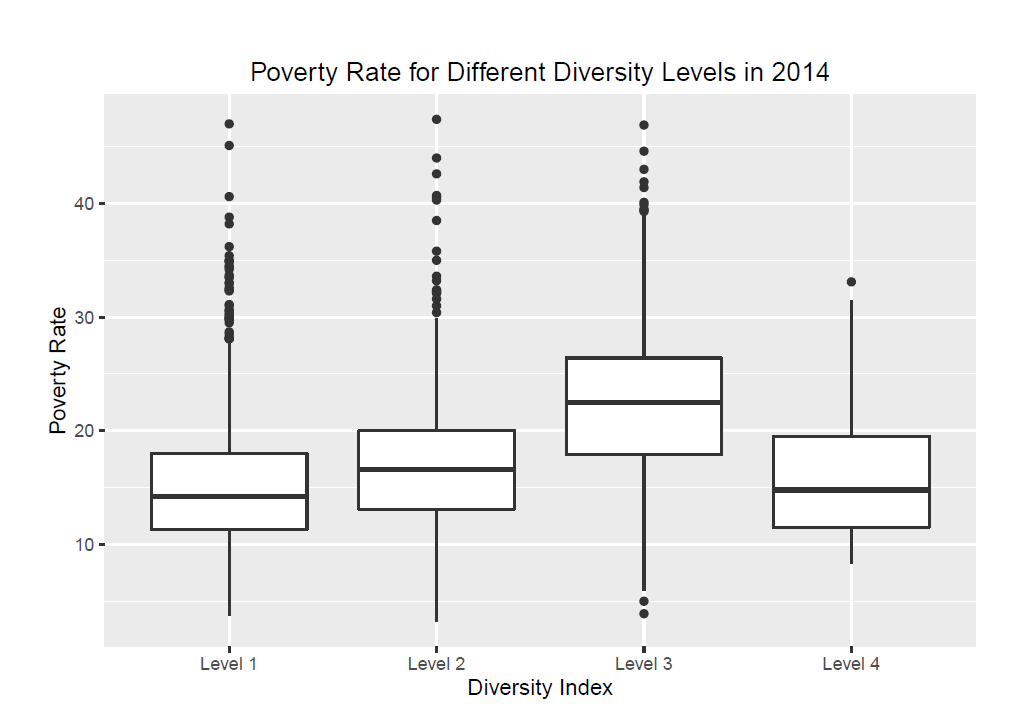 Poverty Rate for Different Diversity Levels in 2014
Poverty Rate
40
30
20
10
Level 1
Level 2
Level 3
Level 4
Diversity Index